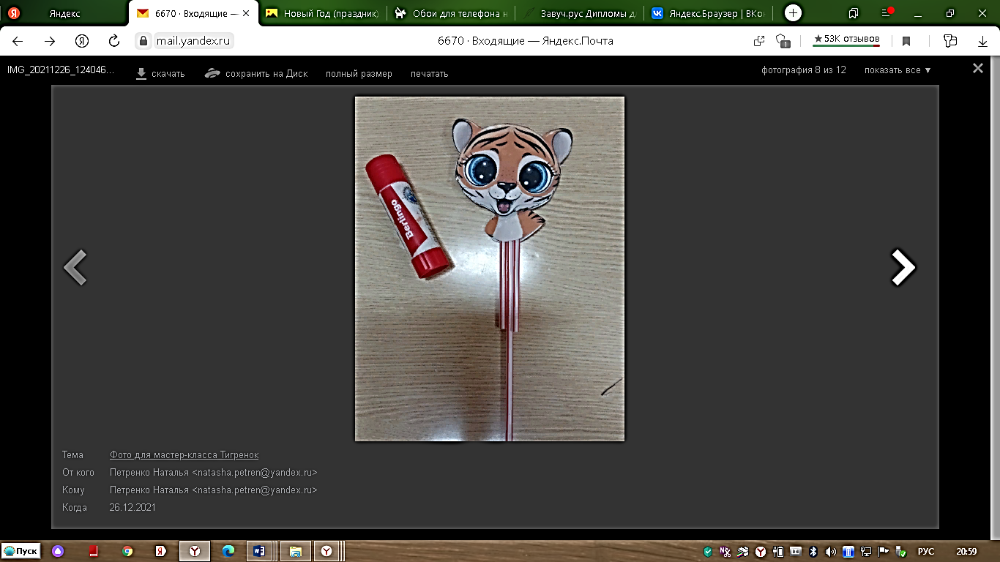 Яндекс
6670 · Входящие —
Новый Год (праздник)
Обои для телефона н
Завуч.рус Дипломы д
Яндекс.Браузер | ВКо
mail.yandex.ru
6670 · Входящие — Яндекс.Почта
★ 53K отзывов
1
IMG_20211226_124046...
скачать
сохранить на Диск
полный размер
печатать
фотография 8 из 12
показать все
Berlingo
Тема Фото для мастер-класса Тигренок
От кого Петренко Наталья <natasha.petren@yandex.ru>
Кому Петренко Наталья <natasha.petren@yandex.ru>
Когда 26.12.2021
Пуск
РУС
20:59